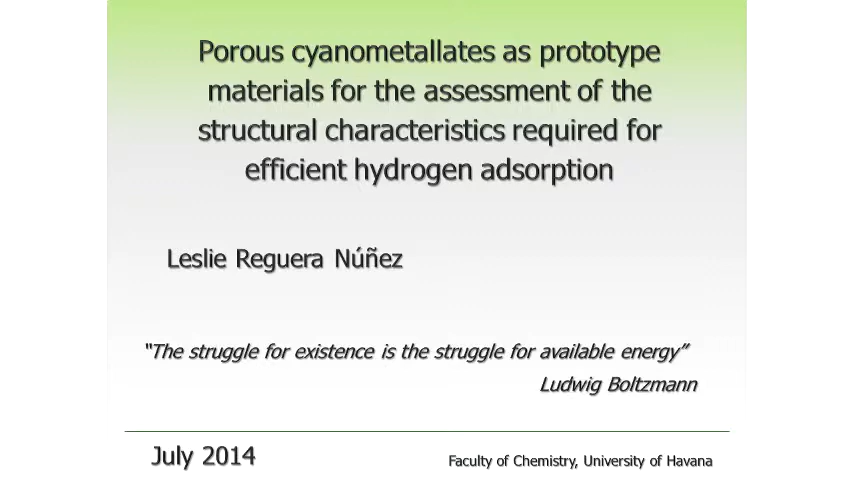 Porous cyanometallates as prototype
materials for the assessment of the
structural characteristics required for
efficient hydrogen adsorption
Leslie Reguera Núñez
"The struggle for existence is the struggle for available energy”
Ludwig Boltzmann
July 2014
Faculty of Chemistry, University of Havana